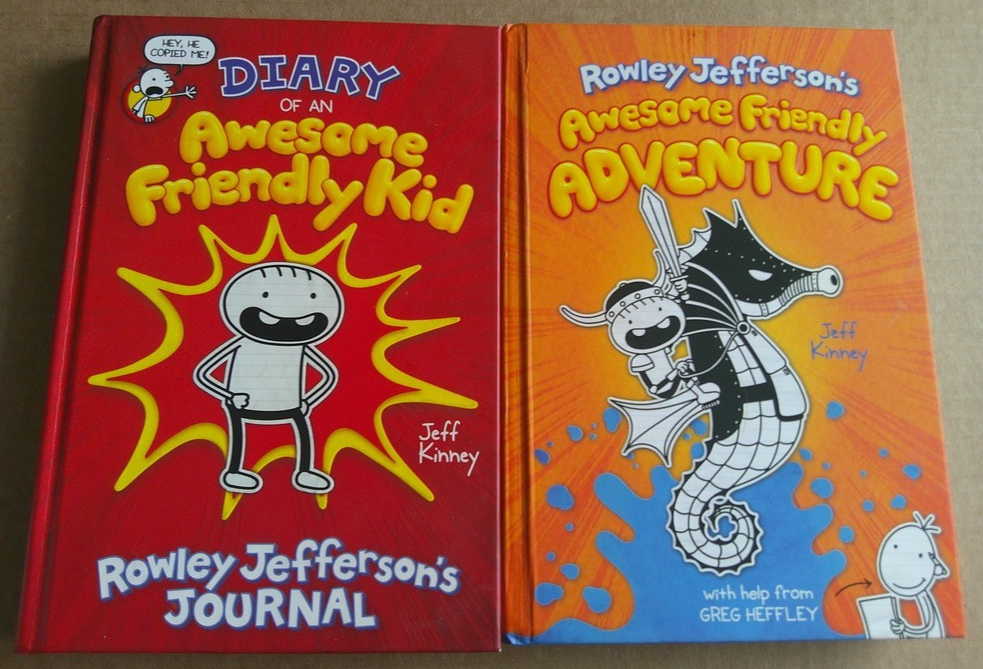 HEY, HE
COPIED ME!
DIARY
OF AN
Awesome
Friendly Kid
Jeff
Kinney
Rowley Jefferson's
JOURNAL
Rowley Jefferson's
Awesome Friendly
ADVENTURE
Jeff
Kinney
with help from
GREG HEFFLEY